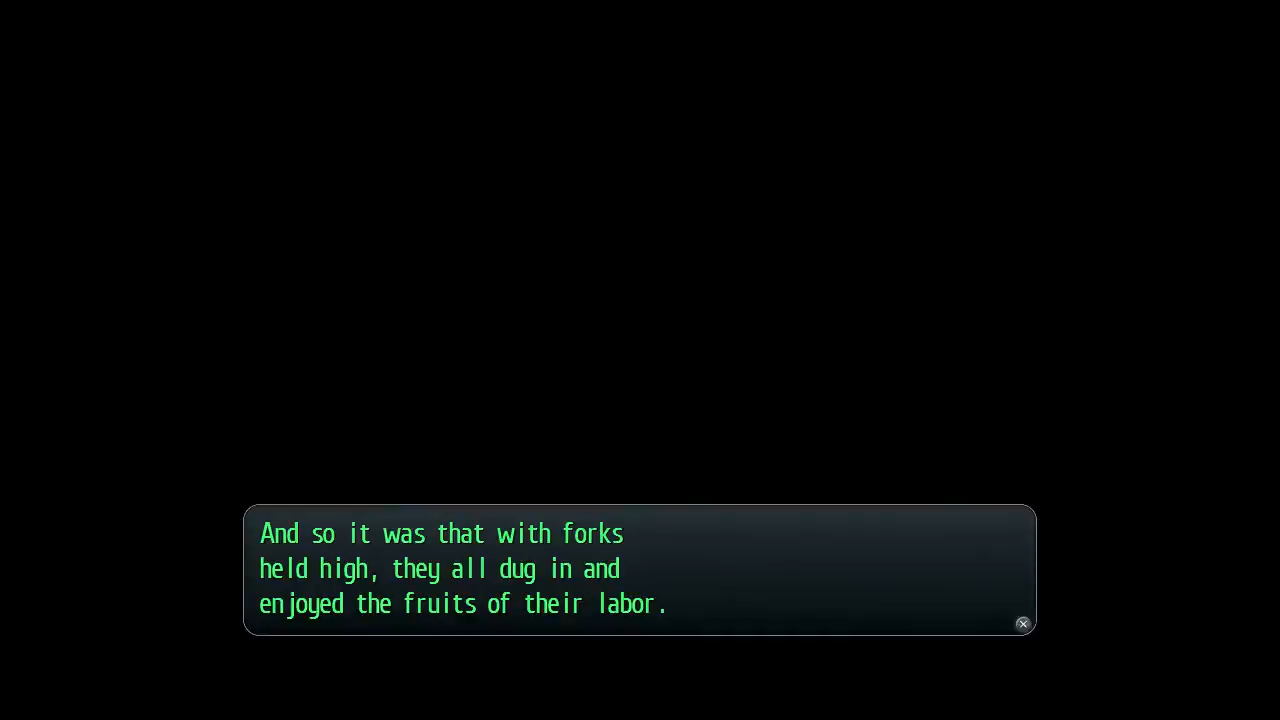 And so it was that with forks
held high, they all dug in and
enjoyed the fruits of their labor.